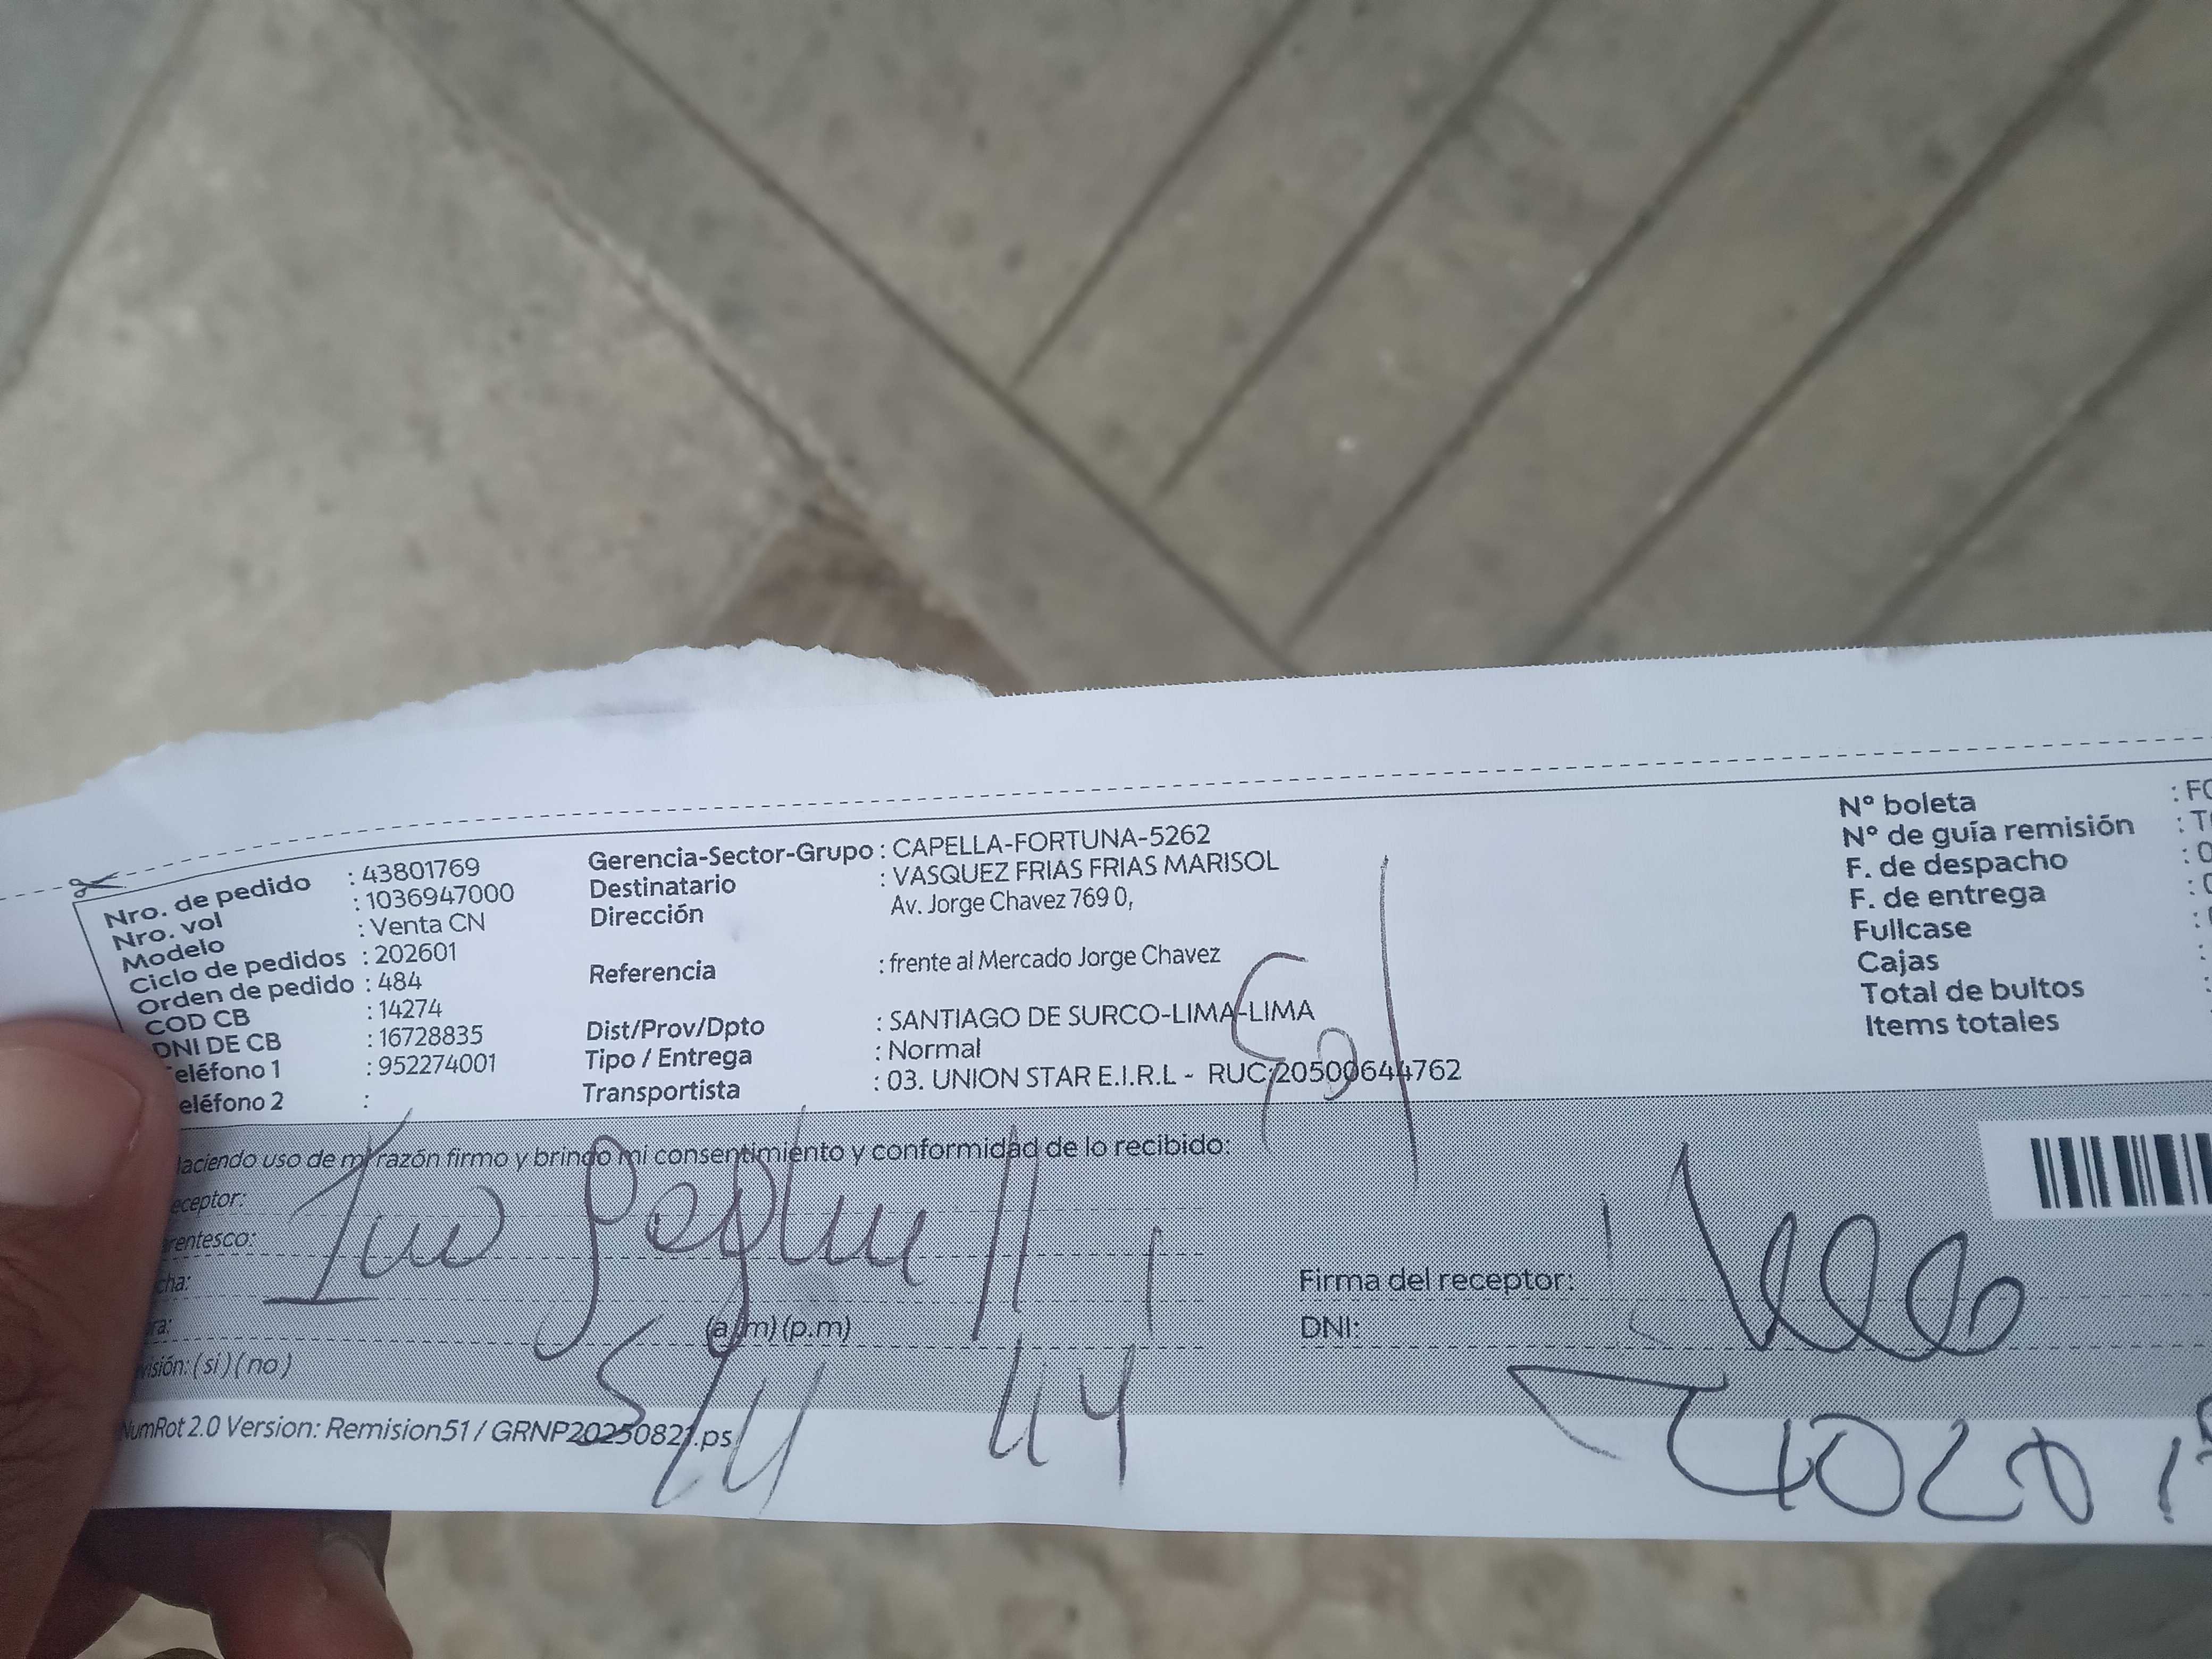 Nro. de pedido : 43801769
Nro. vol : 1036947000
Modelo : Venta CN
Ciclo de pedidos : 202601
Orden de pedido : 484
COD CB : 14274
DNI DE CB : 16728835
eléfono 1 : 952274001
eléfono 2 :
Gerencia-Sector-Grupo : CAPELLA-FORTUNA-5262
Destinatario : VASQUEZ FRIAS FRIAS MARISOL
Dirección Av. Jorge Chavez 769 0,
Referencia : frente al Mercado Jorge Chavez
Dist/Prov/Dpto : SANTIAGO DE SURCO-LIMA-LIMA
Tipo / Entrega : Normal
Transportista : 03. UNION STAR E.I.R.L - RUC:20500644762
N° boleta : FO
N° de guía remisión : T
F. de despacho : 0
F. de entrega : 0
Fullcase :
Cajas :
Total de bultos :
Items totales
aciendo uso de mi razón firmo y bringo mi consentimiento y conformidad de lo recibido:
eceptor:
rentesco:
cha:
ra: (a.m) (p.m)
visión: ( si ) ( no )
Firma del receptor:
DNI:
NumRot 2.0 Version: Remision51 / GRNP20250821.ps